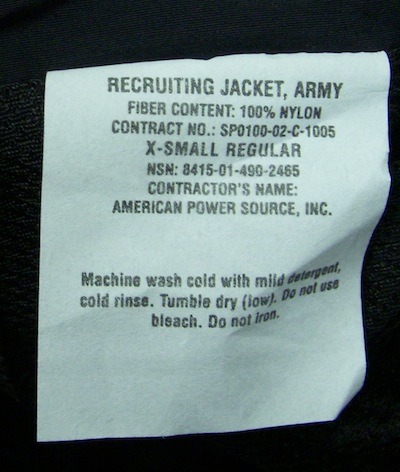 RECRUITING JACKET, ARMY
FIBER CONTENT: 100% NYLON
CONTRACT NO.: SP0100-02-C-1005
X-SMALL REGULAR
NSN: 8415-01-490-2465
CONTRACTOR'S NAME:
AMERICAN POWER SOURCE, INC.
Machine wash cold with mild detergent,
cold rinse. Tumble dry (low). Do not use
bleach. Do not iron.